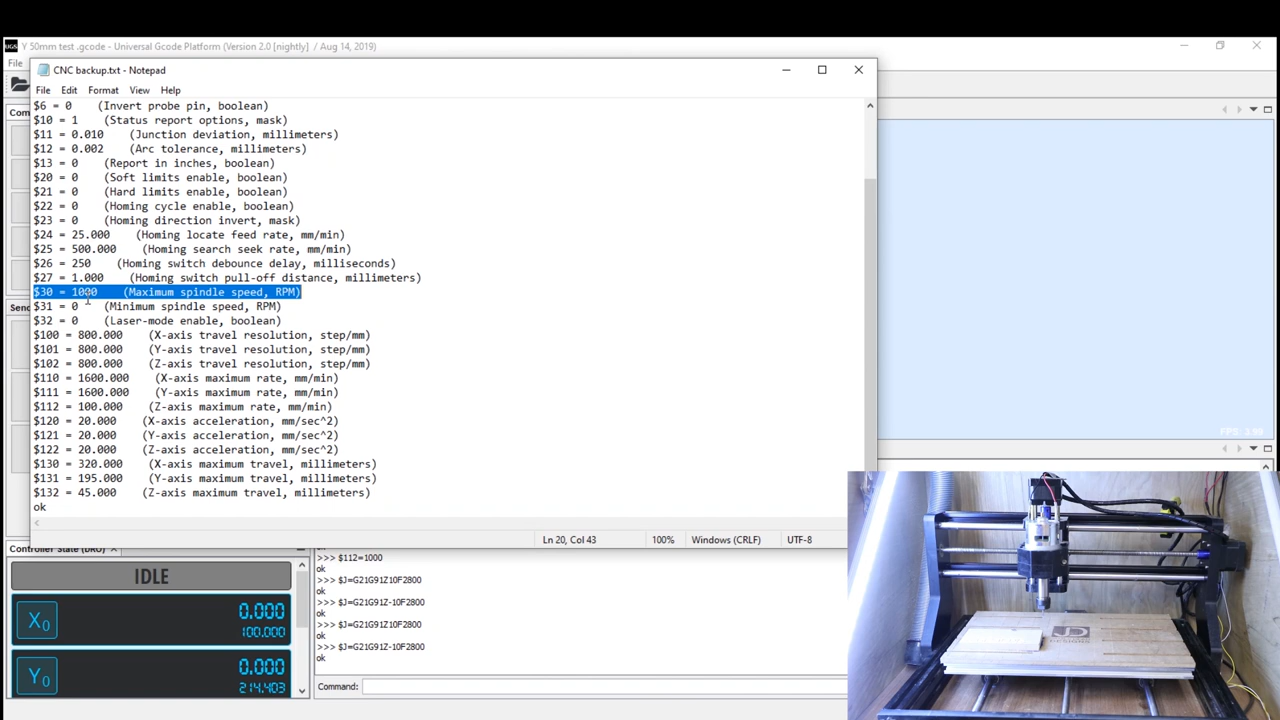 UGS Y 50mm test .gcode - Universal Gcode Platform (Version 2.0 [nightly] / Aug 14, 2019)
File
CNC backup.txt - Notepad
File Edit Format View Help
Com
$6 = 0 (Invert probe pin, boolean)
$10 = 1 (Status report options, mask)
$11 = 0.010 (Junction deviation, millimeters)
$12 = 0.002 (Arc tolerance, millimeters)
$13 = 0 (Report in inches, boolean)
$20 = 0 (Soft limits enable, boolean)
$21 = 0 (Hard limits enable, boolean)
$22 = 0 (Homing cycle enable, boolean)
$23 = 0 (Homing direction invert, mask)
$24 = 25.000 (Homing locate feed rate, mm/min)
$25 = 500.000 (Homing search seek rate, mm/min)
$26 = 250 (Homing switch debounce delay, milliseconds)
$27 = 1.000 (Homing switch pull-off distance, millimeters)
$30 = 1000 (Maximum spindle speed, RPM)
$31 = 0 (Minimum spindle speed, RPM)
$32 = 0 (Laser-mode enable, boolean)
$100 = 800.000 (X-axis travel resolution, step/mm)
$101 = 800.000 (Y-axis travel resolution, step/mm)
$102 = 800.000 (Z-axis travel resolution, step/mm)
$110 = 1600.000 (X-axis maximum rate, mm/min)
$111 = 1600.000 (Y-axis maximum rate, mm/min)
$112 = 100.000 (Z-axis maximum rate, mm/min)
$120 = 20.000 (X-axis acceleration, mm/sec^2)
$121 = 20.000 (Y-axis acceleration, mm/sec^2)
$122 = 20.000 (Z-axis acceleration, mm/sec^2)
$130 = 320.000 (X-axis maximum travel, millimeters)
$131 = 195.000 (Y-axis maximum travel, millimeters)
$132 = 45.000 (Z-axis maximum travel, millimeters)
ok
Send
Ln 20, Col 43 100% Windows (CRLF) UTF-8
Controller State (DRO)
IDLE
X0 0.000
100.000
Y0 0.000
214.403
>>> $112=1000
ok
>>> $J=G21G91Z10F2800
ok
>>> $J=G21G91Z-10F2800
ok
>>> $J=G21G91Z10F2800
ok
>>> $J=G21G91Z-10F2800
ok
Command:
JD